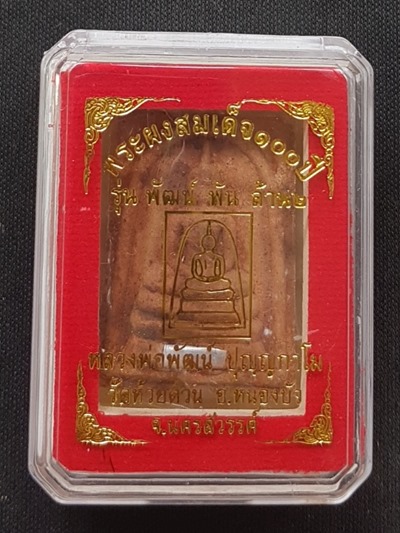 พระผงสมเด็จ๑๐๐ปี
รุ่น พัฒน์ พัน ล้าน๒
หลวงพ่อพัฒน์ ปุญญกาโม
วัดห้วยด้วน อ.หนองบัว
จ.นครสวรรค์